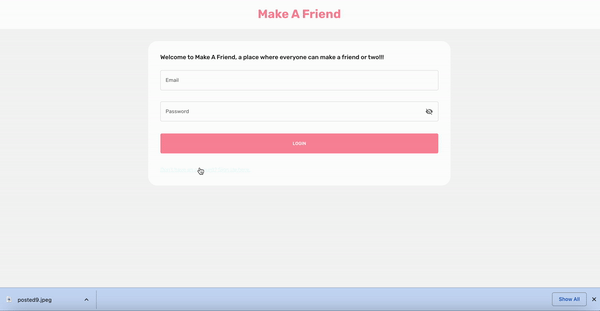 Make A Friend
Welcome to Make A Friend, a place where everyone can make a friend or two!!!
Email
Password
LOGIN
posted9.jpeg
Show All